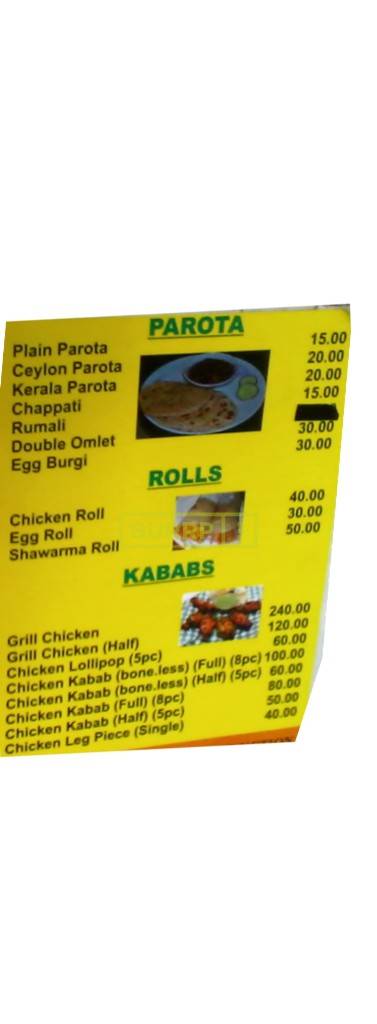 PAROTA
Plain Parota 15.00
Ceylon Parota 20.00
Kerala Parota 20.00
Chappati 15.00
Rumali
Double Omlet 30.00
Egg Burgi 30.00
ROLLS
Chicken Roll 40.00
Egg Roll 30.00
Shawarma Roll 50.00
KABABS
Grill Chicken 240.00
Grill Chicken (Half) 120.00
Chicken Lollipop (5pc) 60.00
Chicken Kabab (bone.less) (Full) (8pc) 100.00
Chicken Kabab (bone.less) (Half) (5pc) 60.00
Chicken Kabab (Full) (8pc) 80.00
Chicken Kabab (Half) (5pc) 50.00
Chicken Leg Piece (Single) 40.00